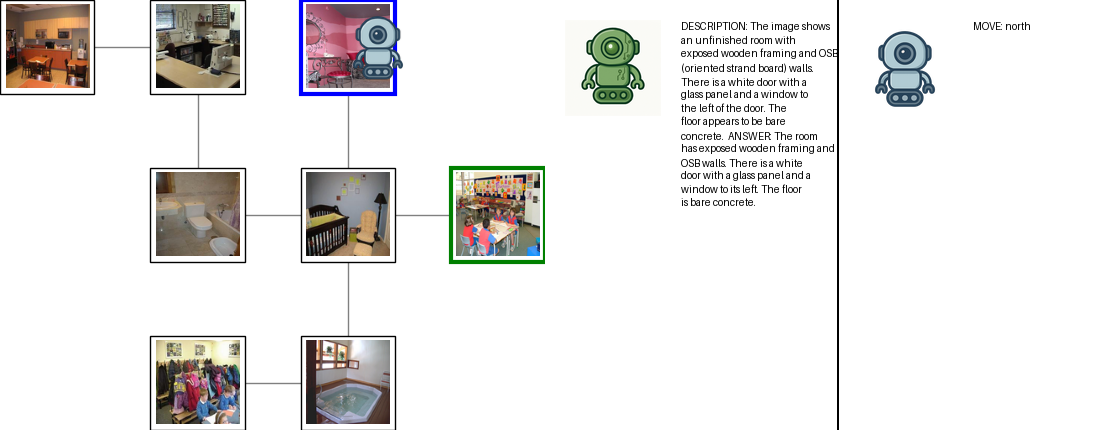 DESCRIPTION: The image shows
an unfinished room with
exposed wooden framing and OSB
(oriented strand board) walls.
There is a white door with a
glass panel and a window to
the left of the door. The
floor appears to be bare
concrete. ANSWER: The room
has exposed wooden framing and
OSB walls. There is a white
door with a glass panel and a
window to its left. The floor
is bare concrete.
MOVE: north